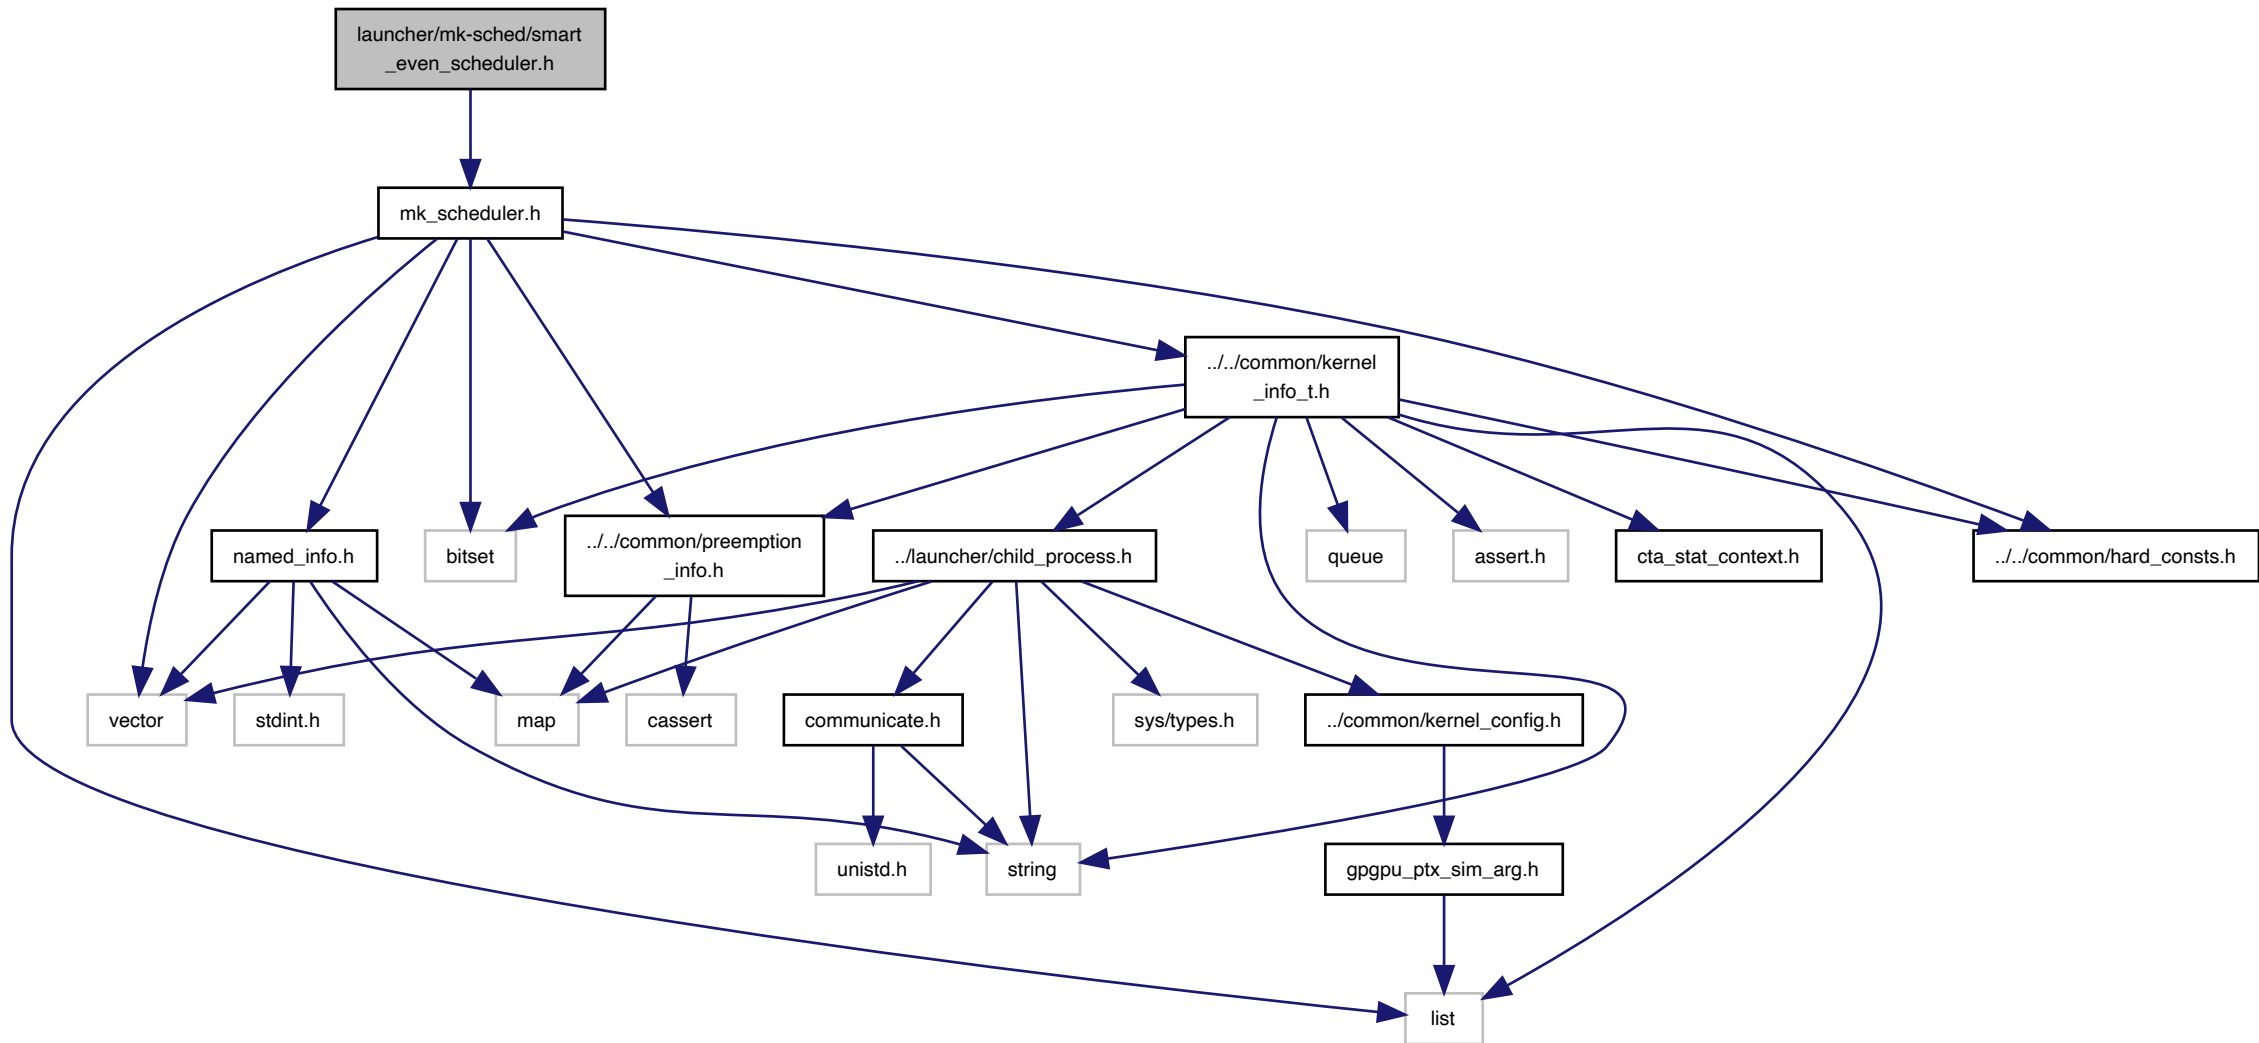 launcher/mk-sched/smart
_even_scheduler.h
mk_scheduler.h
../../common/kernel
_info_t.h
named_info.h
bitset
../../common/preemption
_info.h
../launcher/child_process.h
queue
assert.h
cta_stat_context.h
../../common/hard_consts.h
vector
stdint.h
map
cassert
communicate.h
sys/types.h
../common/kernel_config.h
unistd.h
string
gpgpu_ptx_sim_arg.h
list